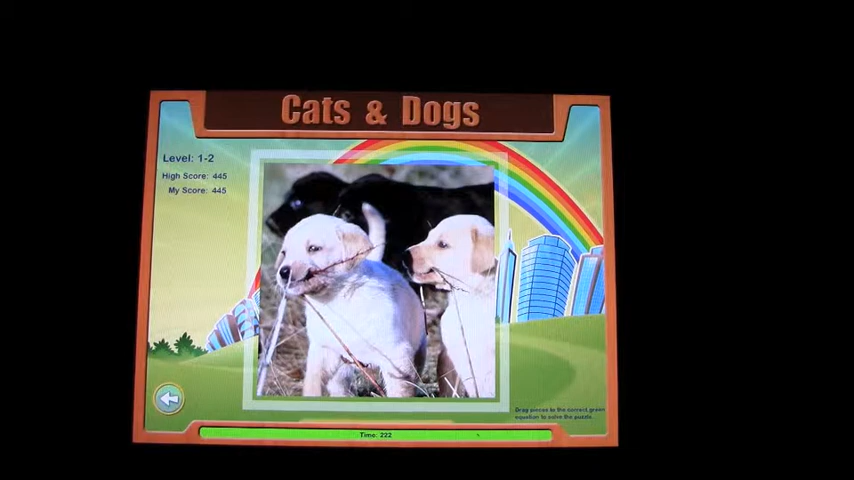 Cats & Dogs
Level: 1-2
High Score: 445
My Score: 445
Drag pieces to the correct green
equation to solve the puzzle.
Time: 222